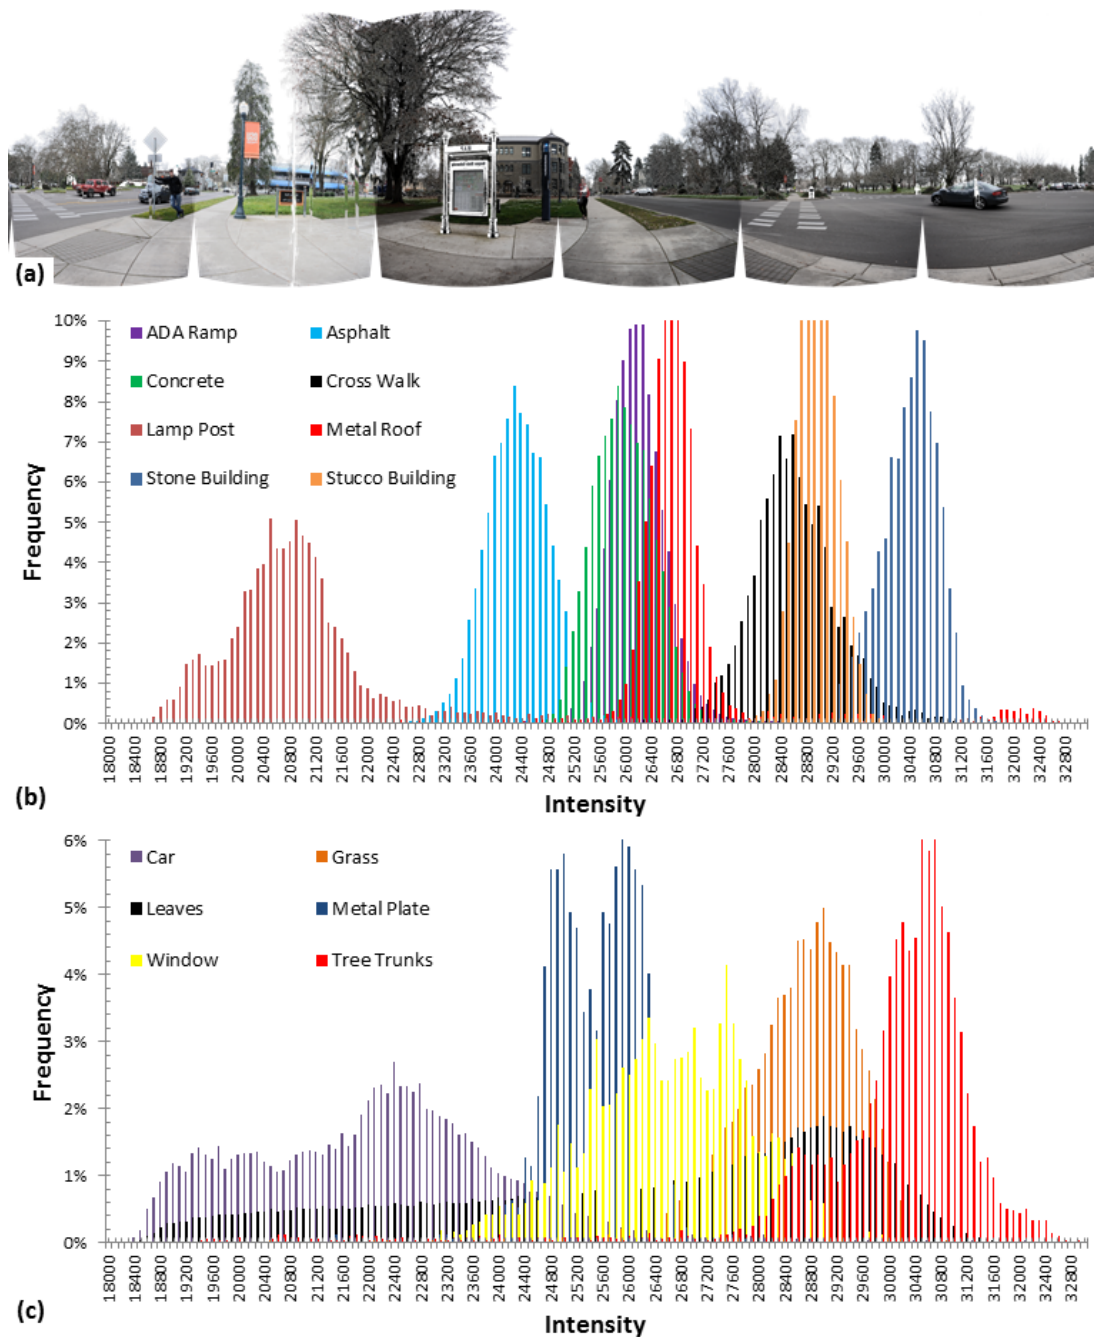 (a)
10%
9%
8%
7%
6%
5%
4%
3%
2%
1%
0%
Frequency
ADA Ramp
Asphalt
Concrete
Cross Walk
Lamp Post
Metal Roof
Stone Building
Stucco Building
18000 18400 18800 19200 19600 20000 20400 20800 21200 21600 22000 22400 22800 23200 23600 24000 24400 24800 25200 25600 26000 26400 26800 27200 27600 28000 28400 28800 29200 29600 30000 30400 30800 31200 31600 32000 32400 32800
(b)
Intensity
6%
5%
4%
3%
2%
1%
0%
Frequency
Car
Grass
Leaves
Metal Plate
Window
Tree Trunks
18000 18400 18800 19200 19600 20000 20400 20800 21200 21600 22000 22400 22800 23200 23600 24000 24400 24800 25200 25600 26000 26400 26800 27200 27600 28000 28400 28800 29200 29600 30000 30400 30800 31200 31600 32000 32400 32800
(c)
Intensity